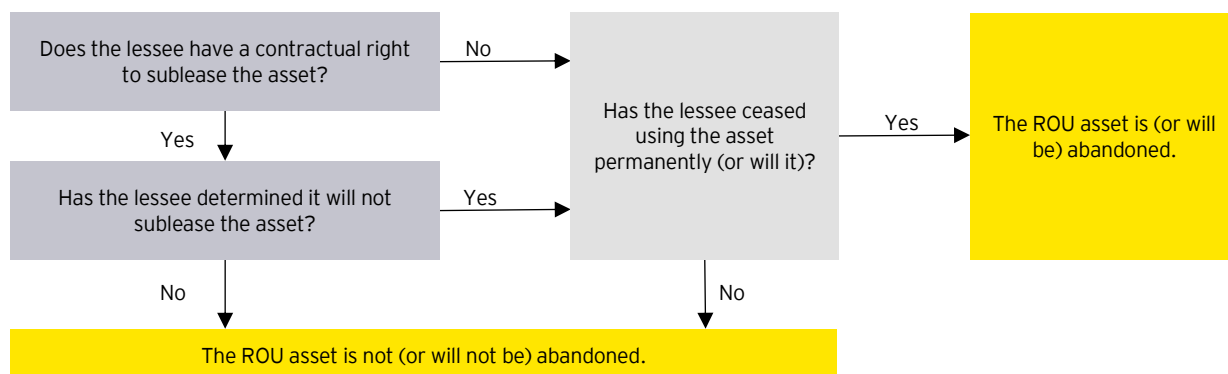 Does the lessee have a contractual right
to sublease the asset?
No
Yes
Has the lessee determined it will not
sublease the asset?
Yes
No
Has the lessee ceased
using the asset
permanently (or will it)?
Yes
No
The ROU asset is (or will
be) abandoned.
The ROU asset is not (or will not be) abandoned.